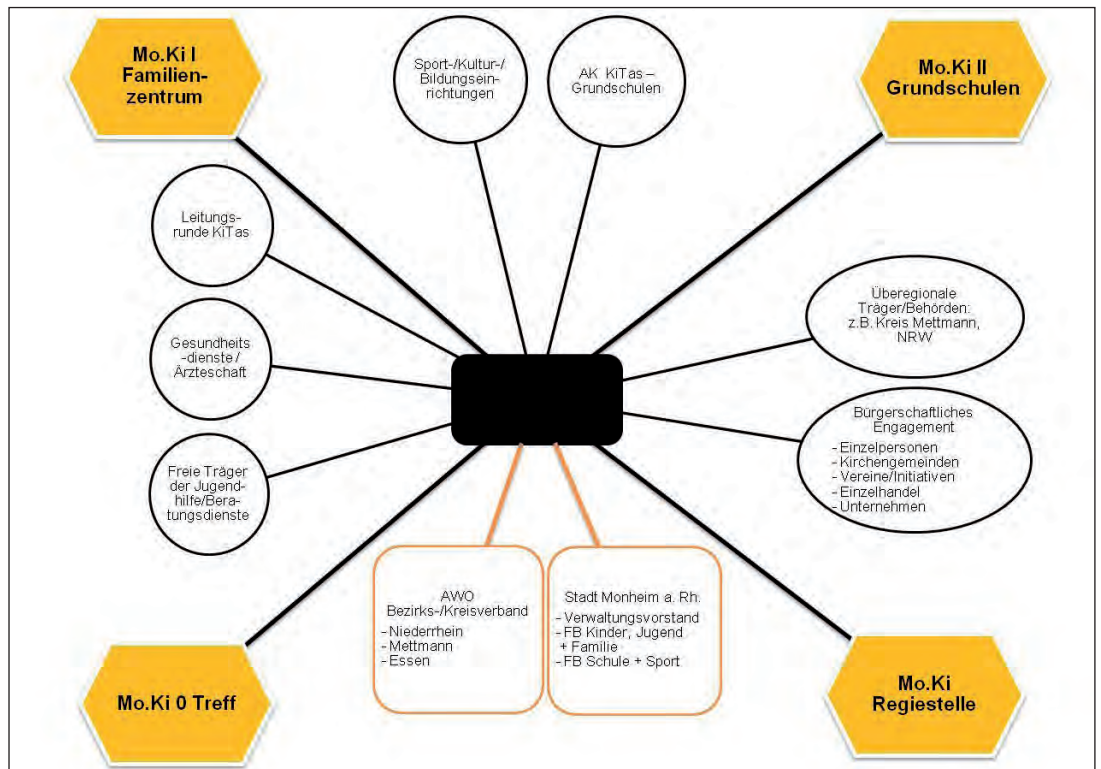 Mo.Ki I
Familien-
zentrum
Sport-/Kultur-/
Bildungsein-
richtungen
AK KiTas –
Grundschulen
Mo.Ki II
Grundschulen
Leitungs-
runde KiTas
Gesundheits
-dienste /
Ärzteschaft
Freie Träger
der Jugend-
hilfe/Bera-
tungsdienste
Überegionale
Träger/Behörden:
z.B. Kreis Mettmann,
NRW
Bürgerschaftliches
Engagement
- Einzelpersonen
- Kirchengemeinden
- Vereine/Initiativen
- Einzelhandel
- Unternehmen
AWO
Bezirks-/Kreisverband
- Niederrhein
- Mettmann
- Essen
Stadt Monheim a. Rh.
- Verwaltungsvorstand
- FB Kinder, Jugend
+ Familie
- FB Schule + Sport
Mo.Ki 0 Treff
Mo.Ki
Regiestelle